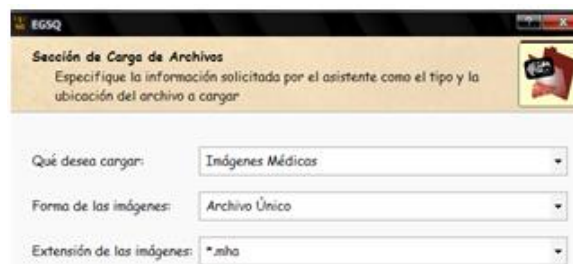 EGSQ
Sección de Carga de Archivos
Especifique la información solicitada por el asistente como el tipo y la
ubicación del archivo a cargar
Qué desea cargar: Imágenes Médicas
Forma de las imágenes: Archivo Único
Extensión de las imágenes: *.mha